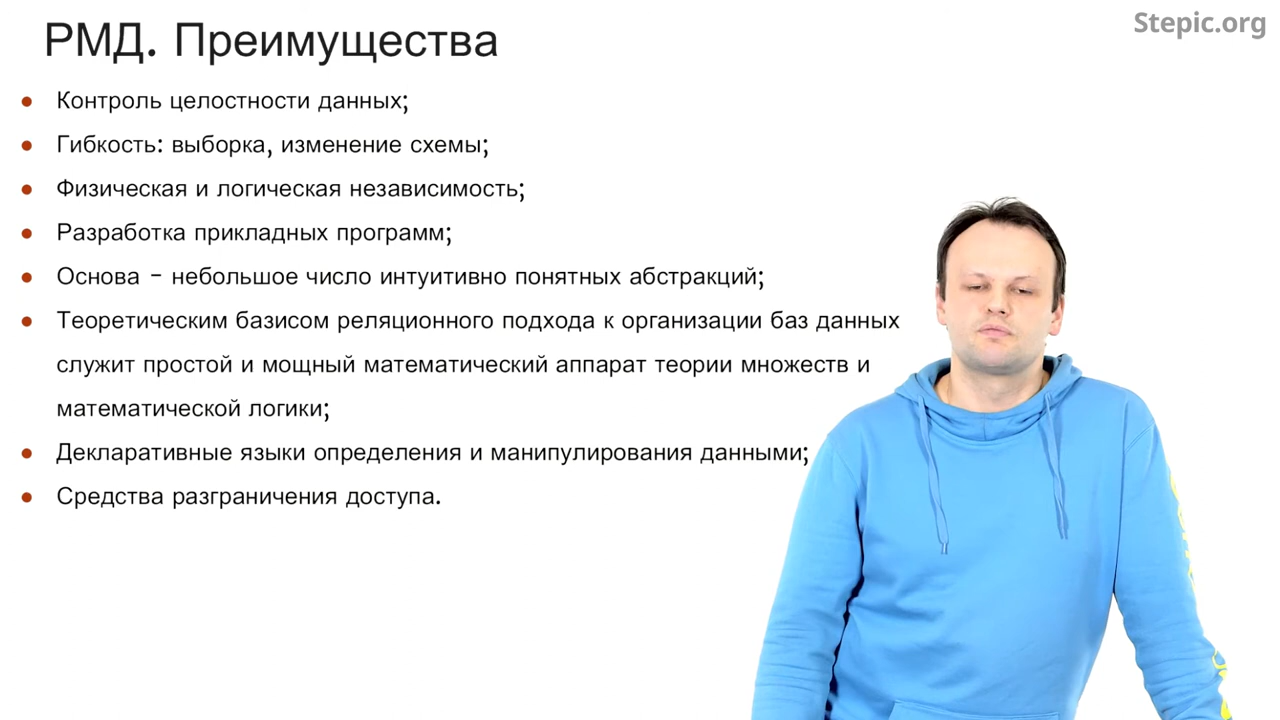 РМД. Преимущества
Stepic.org
Контроль целостности данных;
Гибкость: выборка, изменение схемы;
Физическая и логическая независимость;
Разработка прикладных программ;
Основа - небольшое число интуитивно понятных абстракций;
Теоретическим базисом реляционного подхода к организации баз данных
служит простой и мощный математический аппарат теории множеств и
математической логики;
Декларативные языки определения и манипулирования данными;
Средства разграничения доступа.